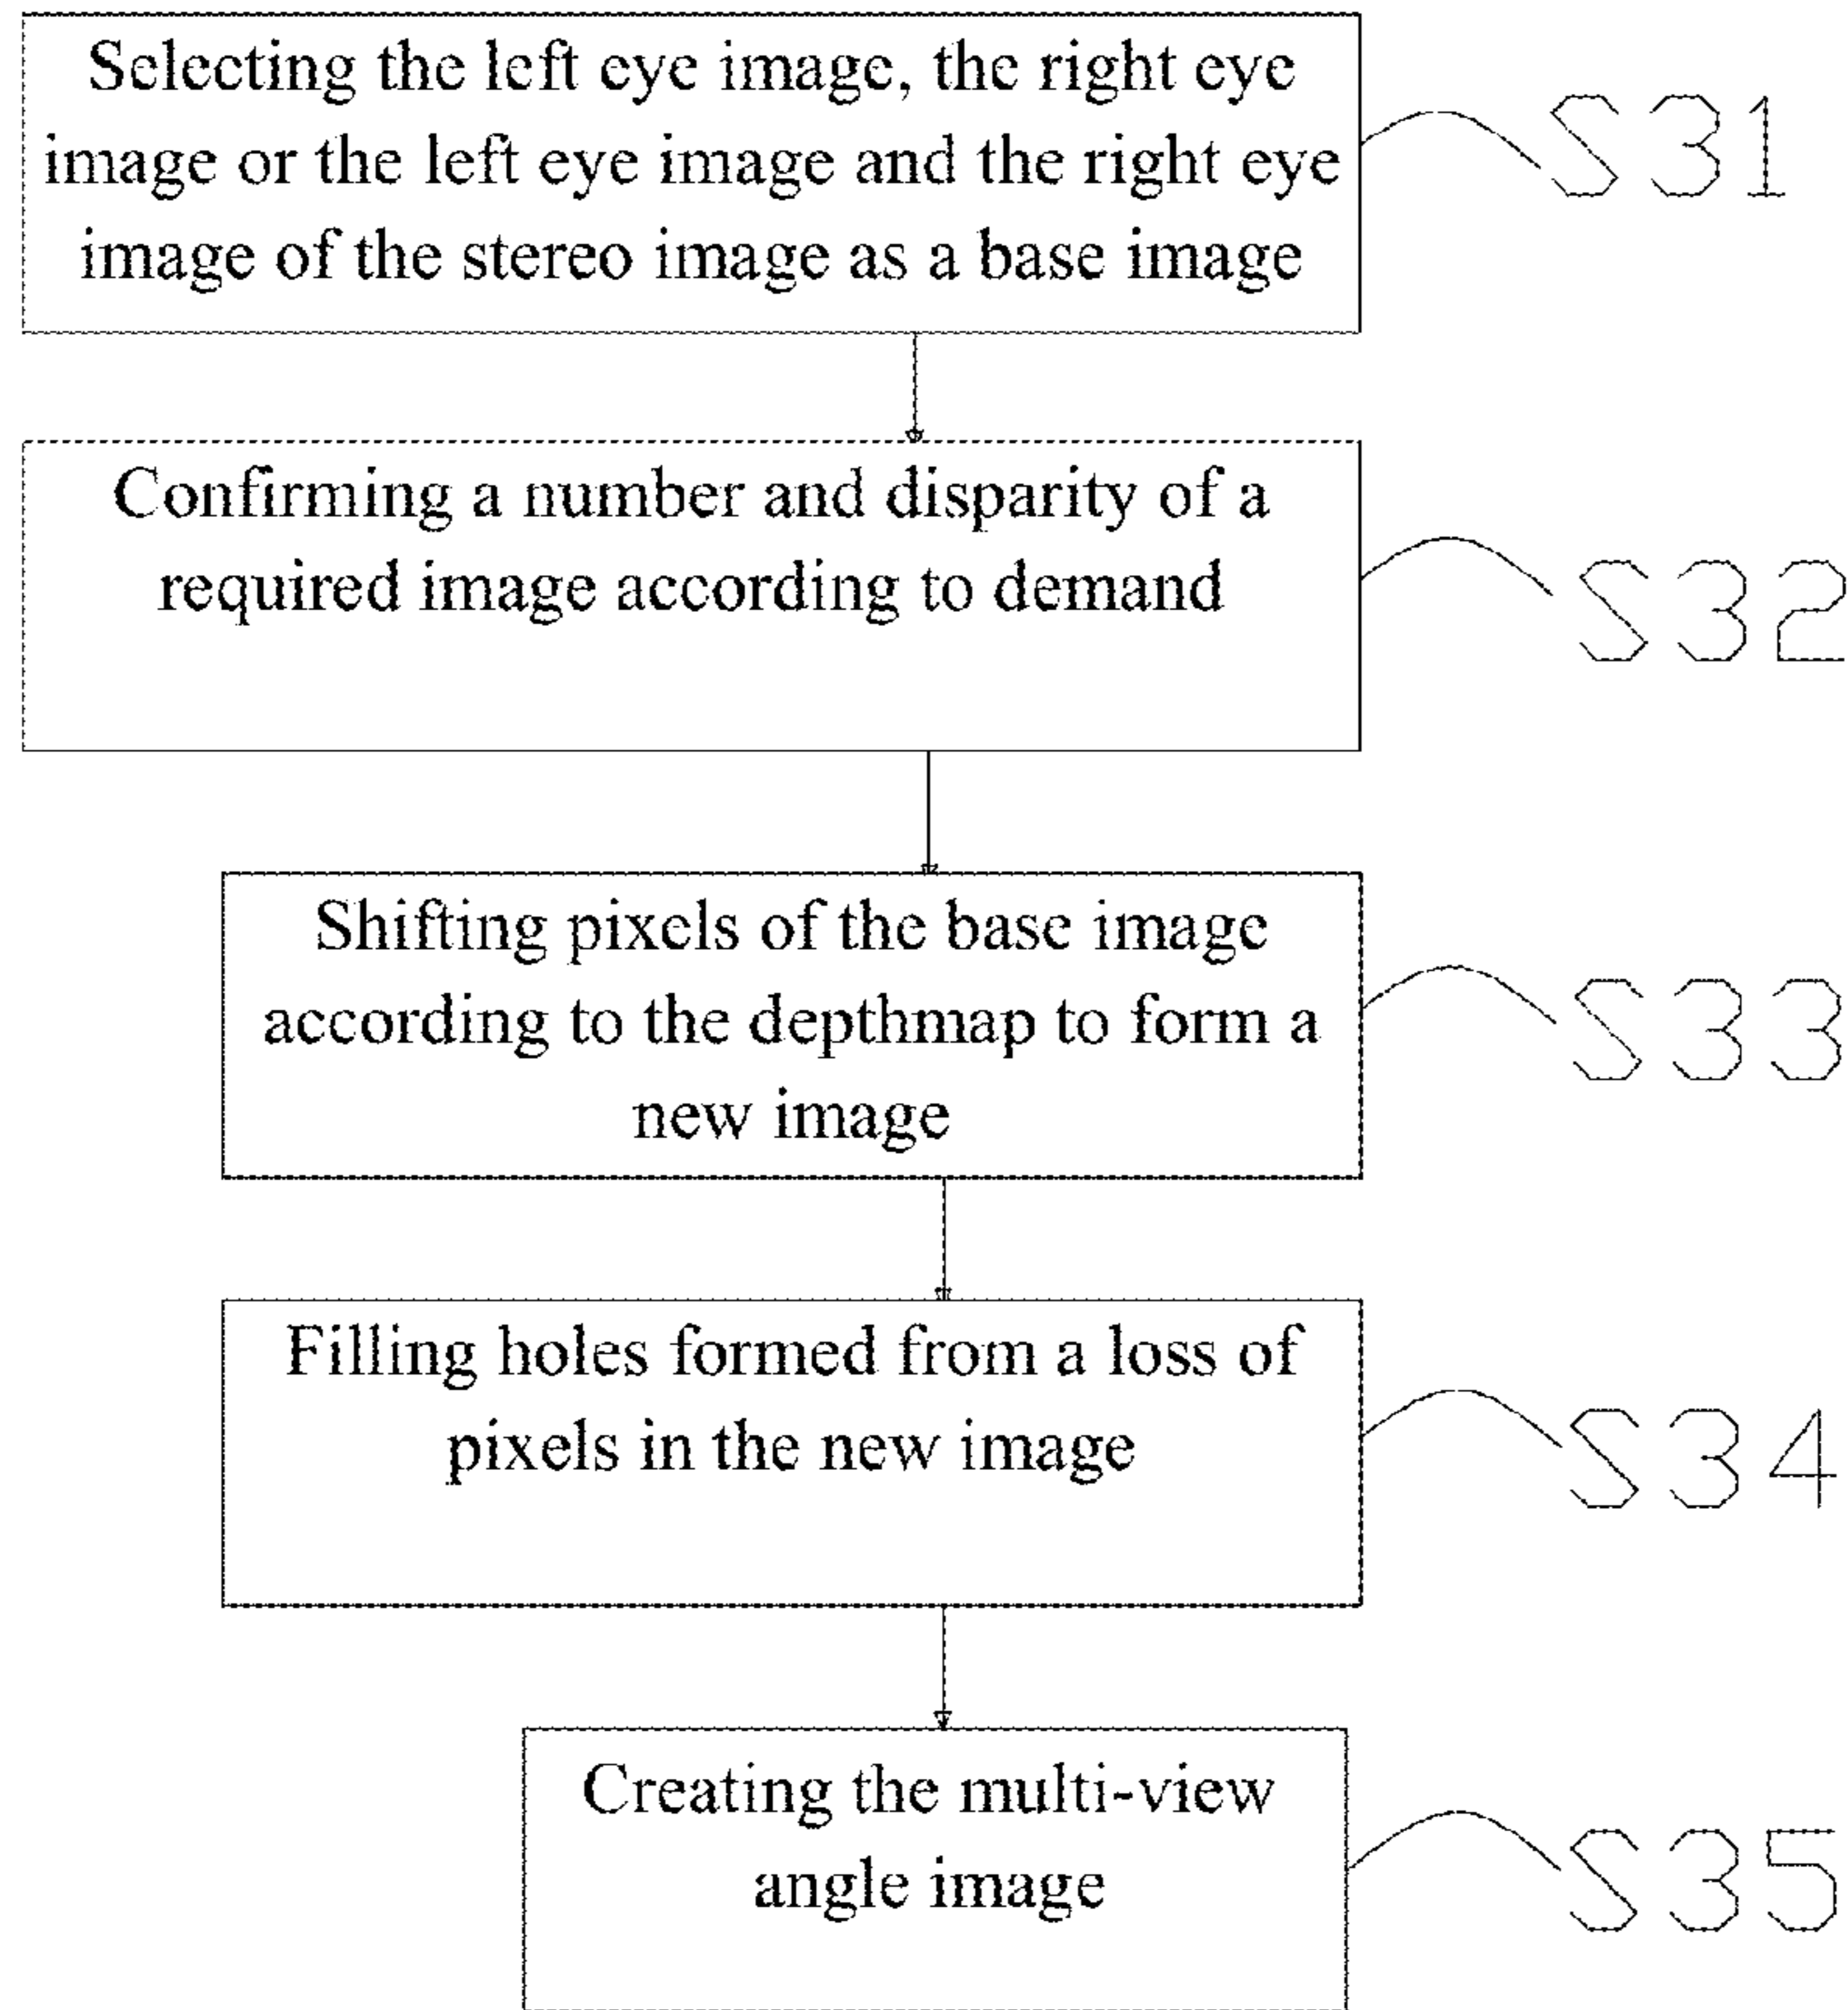 Selecting the left eye image, the right eye
image or the left eye image and the right eye
image of the stereo image as a base image
S31
Confirming a number and disparity of a
required image according to demand
S32
Shifting pixels of the base image
according to the depthmap to form a
new image
S33
Filling holes formed from a loss of
pixels in the new image
S34
Creating the multi-view
angle image
S35